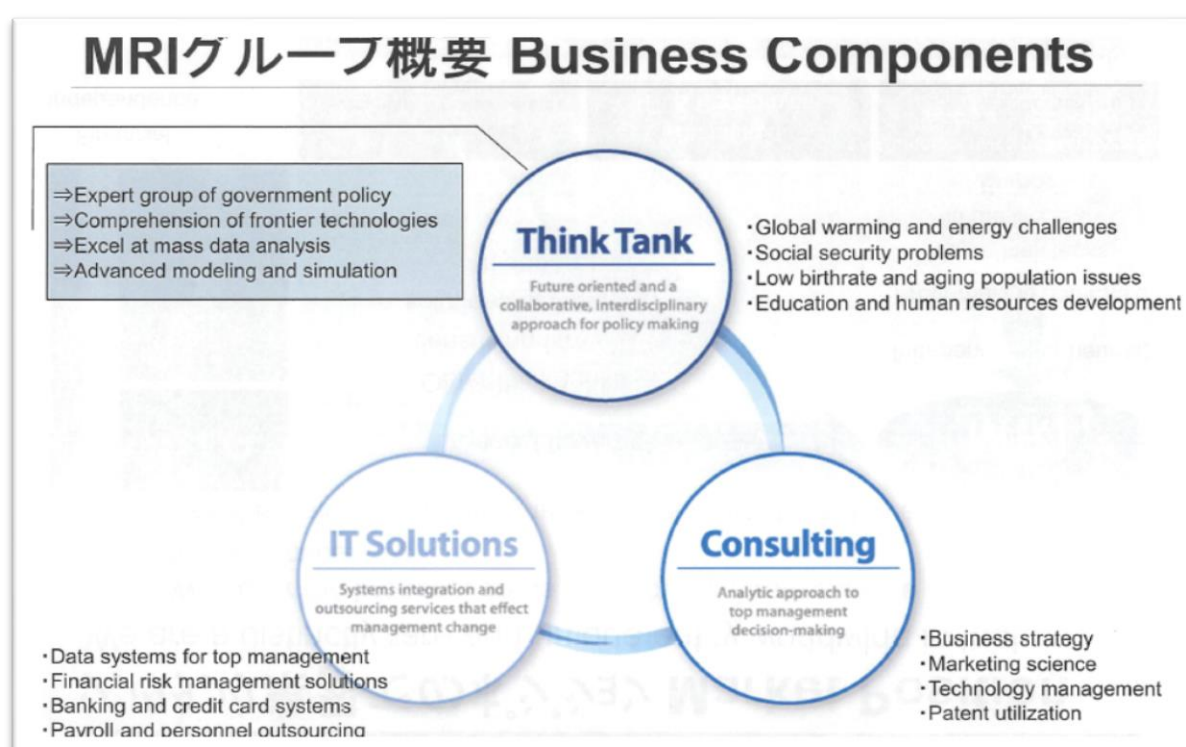 MRIグループ概要 Business Components
⇒Expert group of government policy
⇒Comprehension of frontier technologies
⇒Excel at mass data analysis
⇒Advanced modeling and simulation
Think Tank
Future oriented and a
collaborative, interdisciplinary
approach for policy making
・Global warming and energy challenges
・Social security problems
・Low birthrate and aging population issues
・Education and human resources development
IT Solutions
Systems integration and
outsourcing services that effect
management change
・Data systems for top management
・Financial risk management solutions
・Banking and credit card systems
・Payroll and personnel outsourcing
Consulting
Analytic approach to
top management
decision-making
・Business strategy
・Marketing science
・Technology management
・Patent utilization